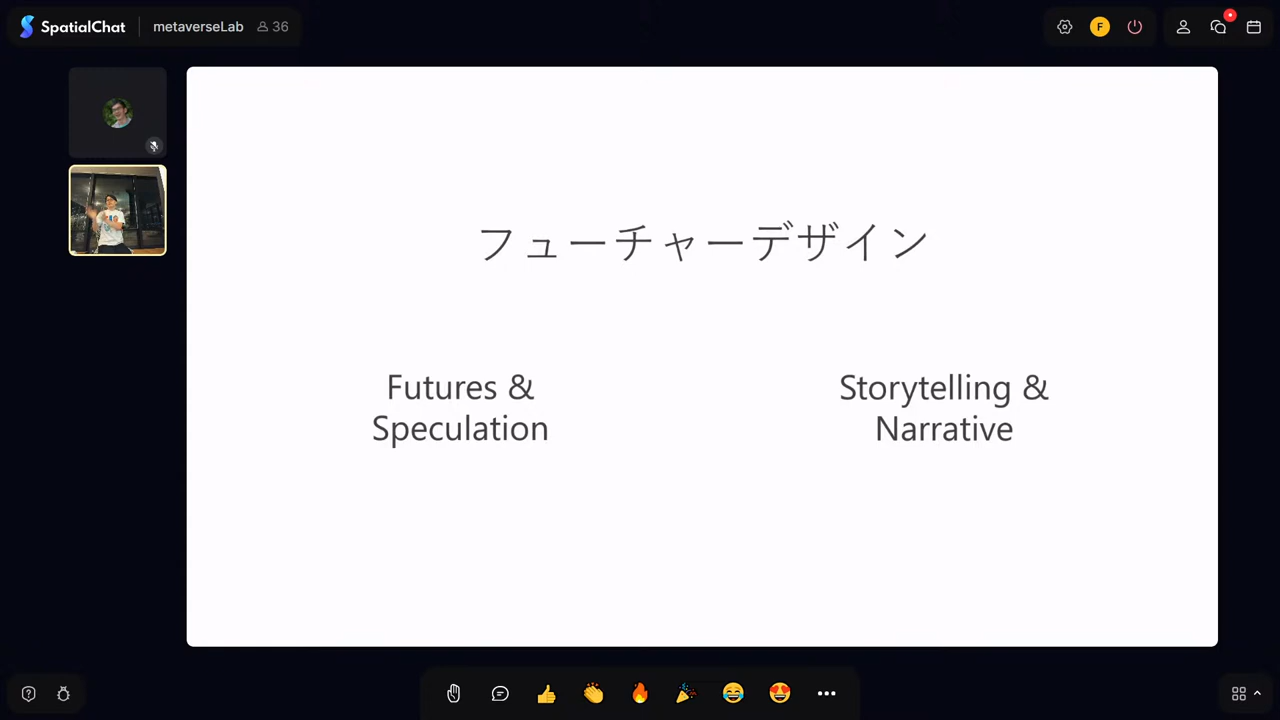 SpatialChat
metaverseLab
36
F
フューチャーデザイン
Futures &
Speculation
Storytelling &
Narrative